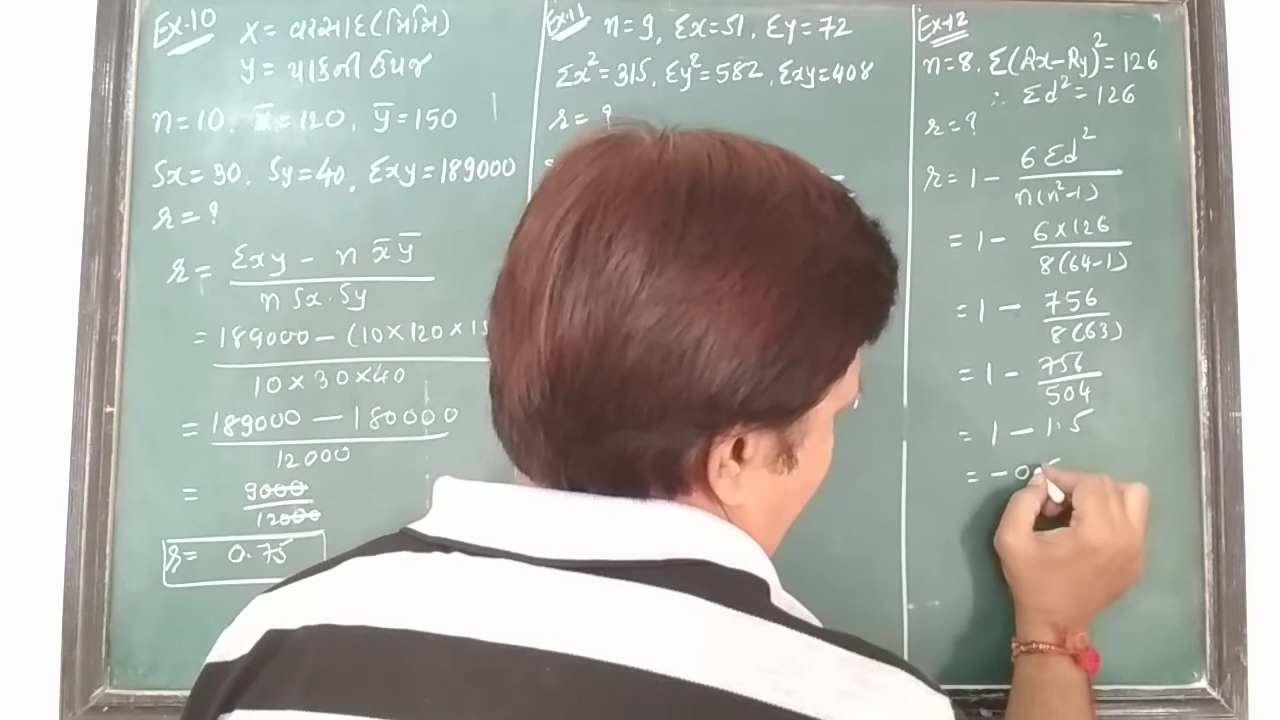 Ex-10
x = વરસાદ (મિમિ)
y = પાકની ઉપજ
n = 10, x̄ = 120, ȳ = 150
Sx = 30, Sy = 40, Σxy = 189000
r = ?
r = Σxy - n x̄ ȳ / n Sx . Sy
= 189000 - (10 × 120 × 15
10 × 30 × 40
= 189000 - 180000 / 12000
= 9000 / 12000
r = 0.75
Ex-11 n = 9, Σx = 51, Σy = 72
Σx² = 315, Σy² = 582, Σxy = 408
r = ?
Ex-12
n = 8, Σ(Rx - Ry)² = 126
∴ Σd² = 126
r = ?
r = 1 - 6 Σd² / n(n²-1)
= 1 - 6 × 126 / 8(64-1)
= 1 - 756 / 8(63)
= 1 - 756 / 504
= 1 - 1.5
= -0.5